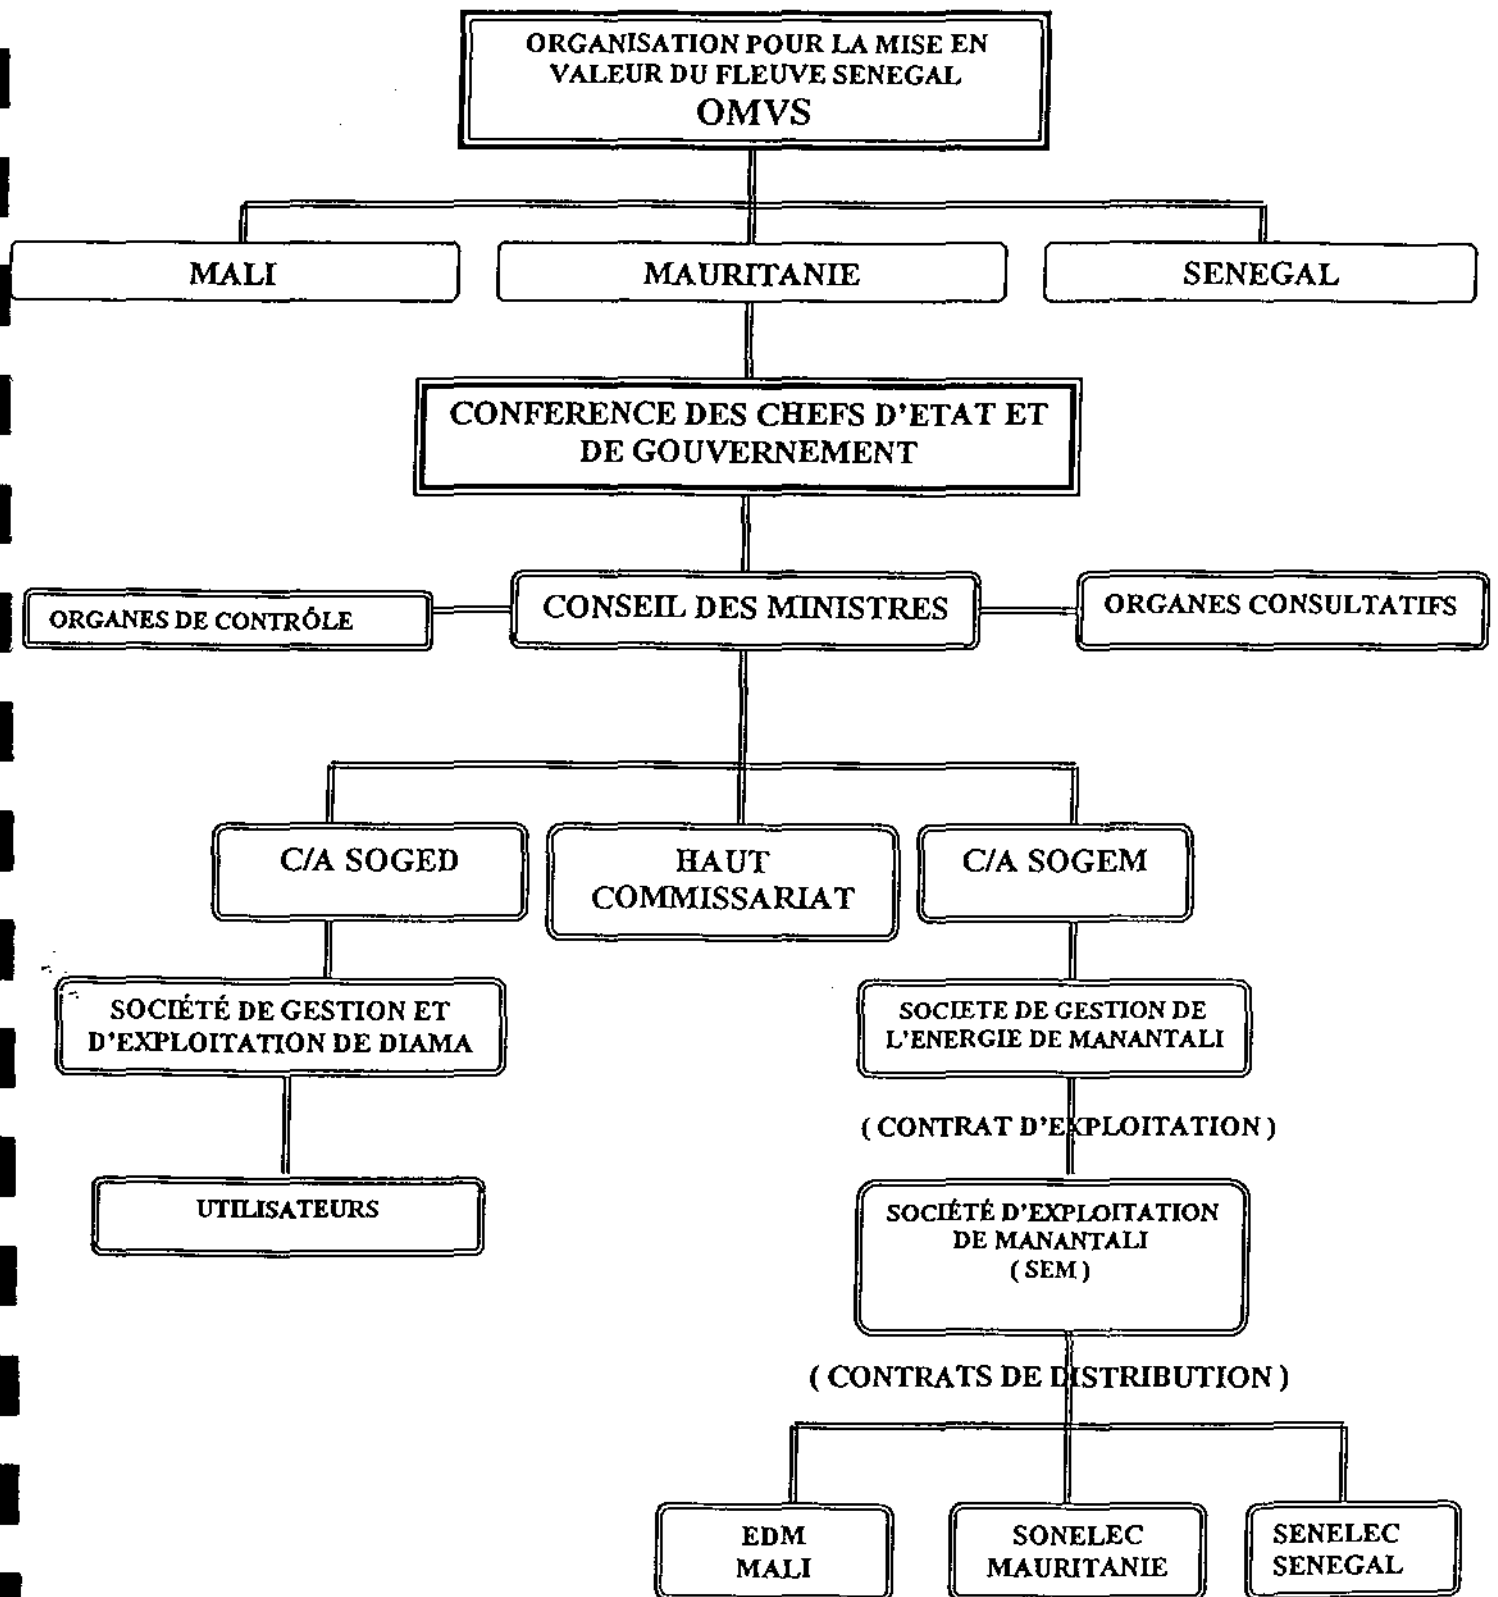 ORGANISATION POUR LA MISE EN
VALEUR DU FLEUVE SENEGAL
OMVS
MALI
MAURITANIE
SENEGAL
CONFERENCE DES CHEFS D'ETAT ET
DE GOUVERNEMENT
ORGANES DE CONTRÔLE
CONSEIL DES MINISTRES
ORGANES CONSULTATIFS
C/A SOGED
HAUT
COMMISSARIAT
C/A SOGEM
SOCIÉTÉ DE GESTION ET
D'EXPLOITATION DE DIAMA
SOCIETE DE GESTION DE
L'ENERGIE DE MANANTALI
( CONTRAT D'EXPLOITATION )
UTILISATEURS
SOCIÉTÉ D'EXPLOITATION
DE MANANTALI
( SEM )
( CONTRATS DE DISTRIBUTION )
EDM
MALI
SONELEC
MAURITANIE
SENELEC
SENEGAL